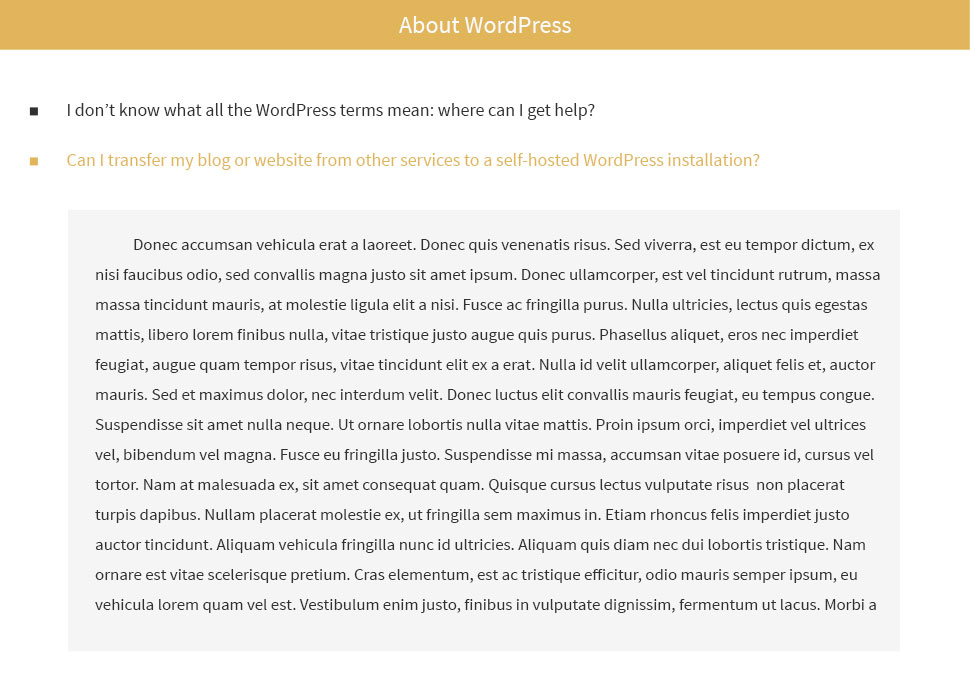 About WordPress
I don’t know what all the WordPress terms mean: where can I get help?
Can I transfer my blog or website from other services to a self-hosted WordPress installation?
Donec accumsan vehicula erat a laoreet. Donec quis venenatis risus. Sed viverra, est eu tempor dictum, ex
nisi faucibus odio, sed convallis magna justo sit amet ipsum. Donec ullamcorper, est vel tincidunt rutrum, massa
massa tincidunt mauris, at molestie ligula elit a nisi. Fusce ac fringilla purus. Nulla ultricies, lectus quis egestas
mattis, libero lorem finibus nulla, vitae tristique justo augue quis purus. Phasellus aliquet, eros nec imperdiet
feugiat, augue quam tempor risus, vitae tincidunt elit ex a erat. Nulla id velit ullamcorper, aliquet felis et, auctor
mauris. Sed et maximus dolor, nec interdum velit. Donec luctus elit convallis mauris feugiat, eu tempus congue.
Suspendisse sit amet nulla neque. Ut ornare lobortis nulla vitae mattis. Proin ipsum orci, imperdiet vel ultrices
vel, bibendum vel magna. Fusce eu fringilla justo. Suspendisse mi massa, accumsan vitae posuere id, cursus vel
tortor. Nam at malesuada ex, sit amet consequat quam. Quisque cursus lectus vulputate risus  non placerat
turpis dapibus. Nullam placerat molestie ex, ut fringilla sem maximus in. Etiam rhoncus felis imperdiet justo
auctor tincidunt. Aliquam vehicula fringilla nunc id ultricies. Aliquam quis diam nec dui lobortis tristique. Nam
ornare est vitae scelerisque pretium. Cras elementum, est ac tristique efficitur, odio mauris semper ipsum, eu
vehicula lorem quam vel est. Vestibulum enim justo, finibus in vulputate dignissim, fermentum ut lacus. Morbi a